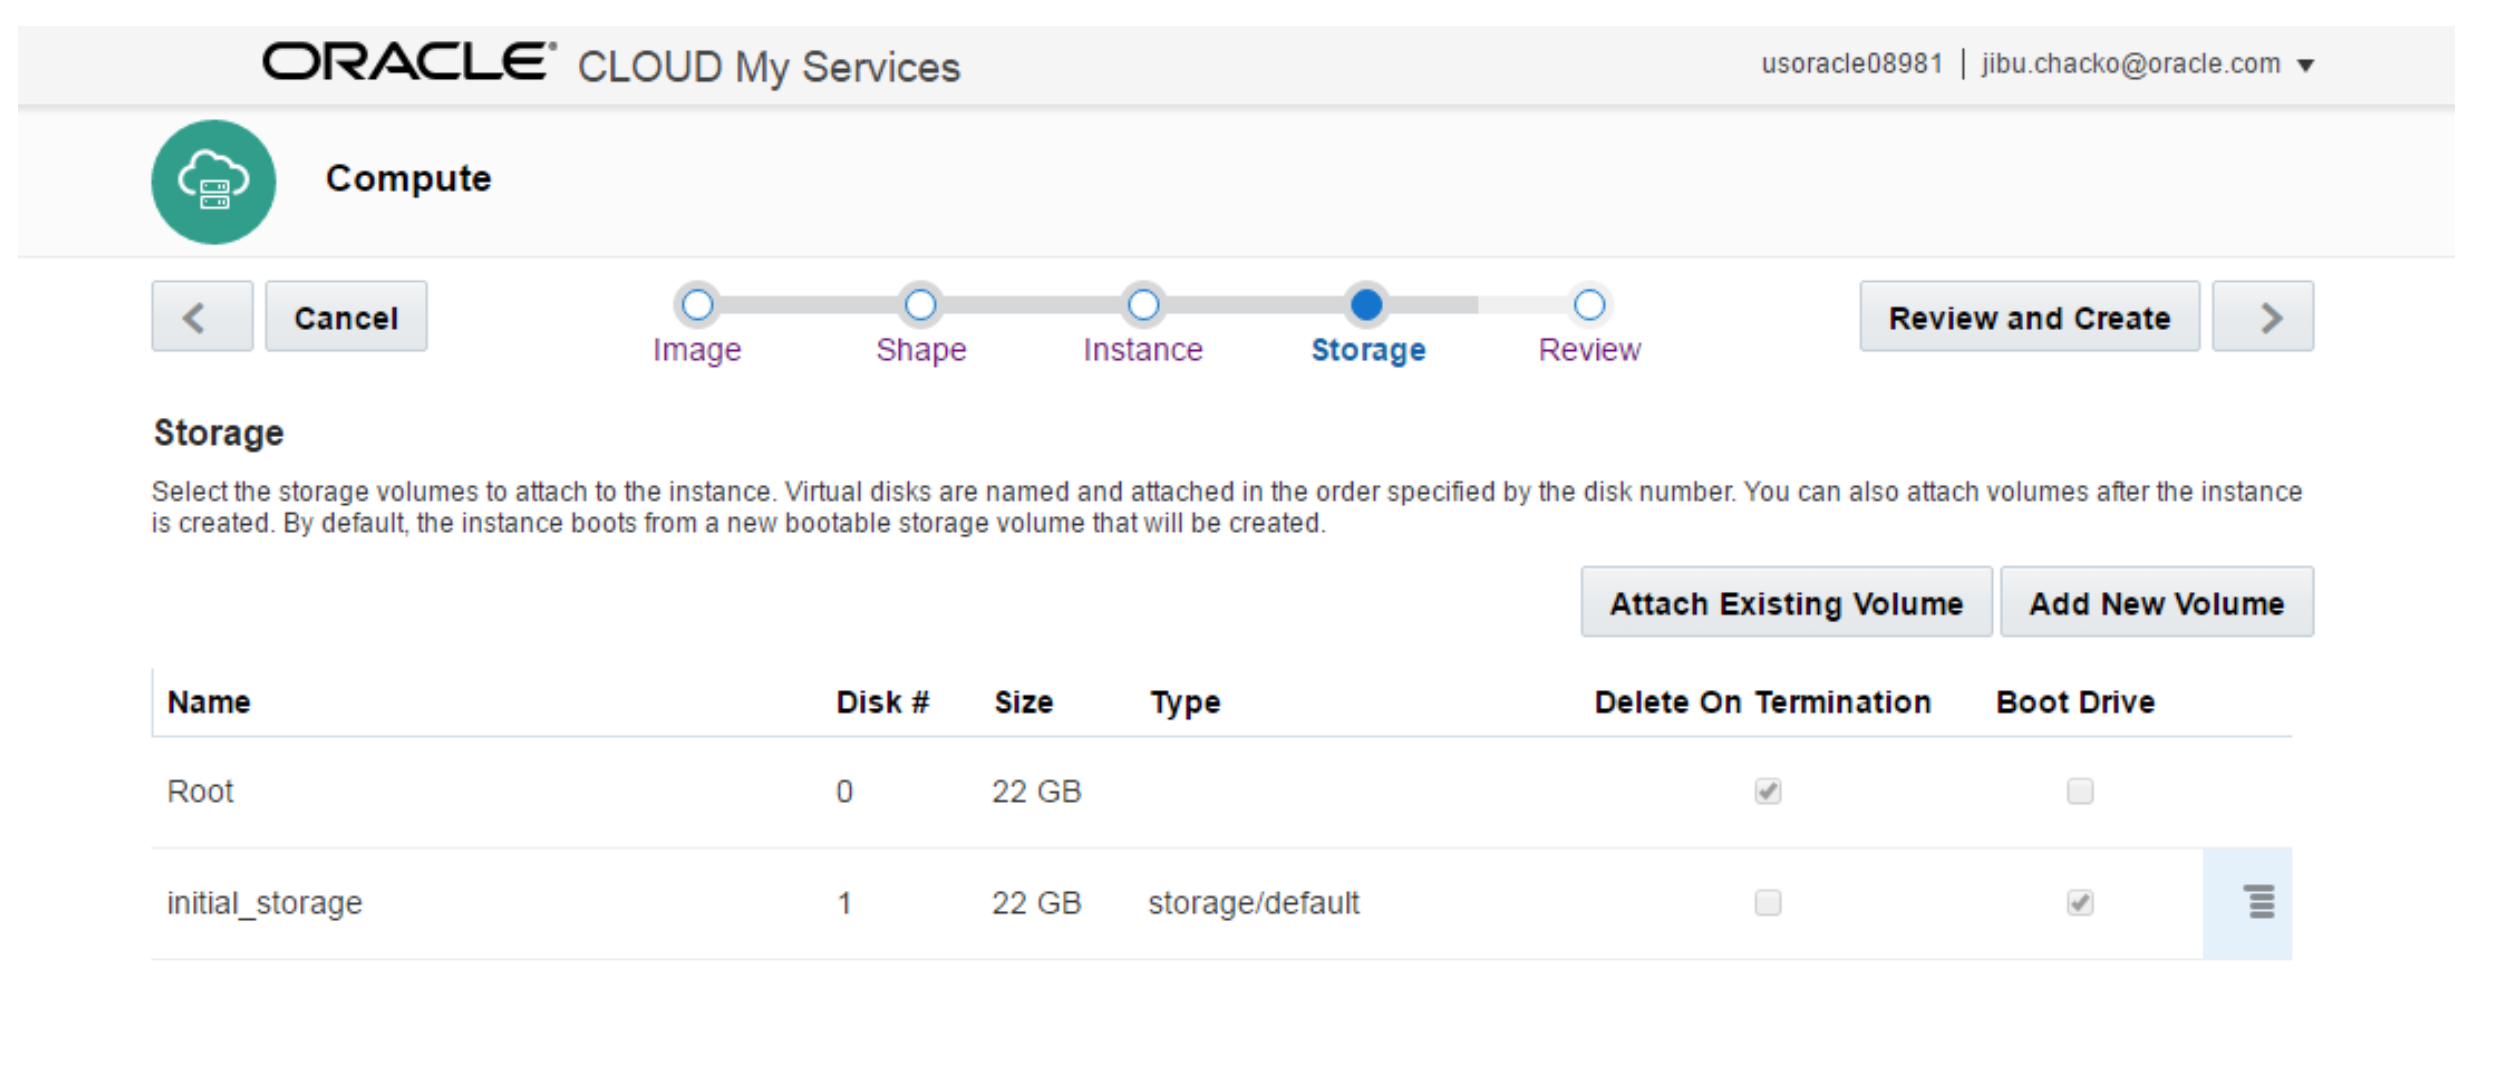 ORACLE CLOUD My Services
usoracle08981 | jibu.chacko@oracle.com
Compute
Cancel
Image
Shape
Instance
Storage
Review
Review and Create
Storage
Select the storage volumes to attach to the instance. Virtual disks are named and attached in the order specified by the disk number. You can also attach volumes after the instance
is created. By default, the instance boots from a new bootable storage volume that will be created.
Attach Existing Volume
Add New Volume
Name Disk # Size Type Delete On Termination Boot Drive
Root 0 22 GB
initial_storage 1 22 GB storage/default